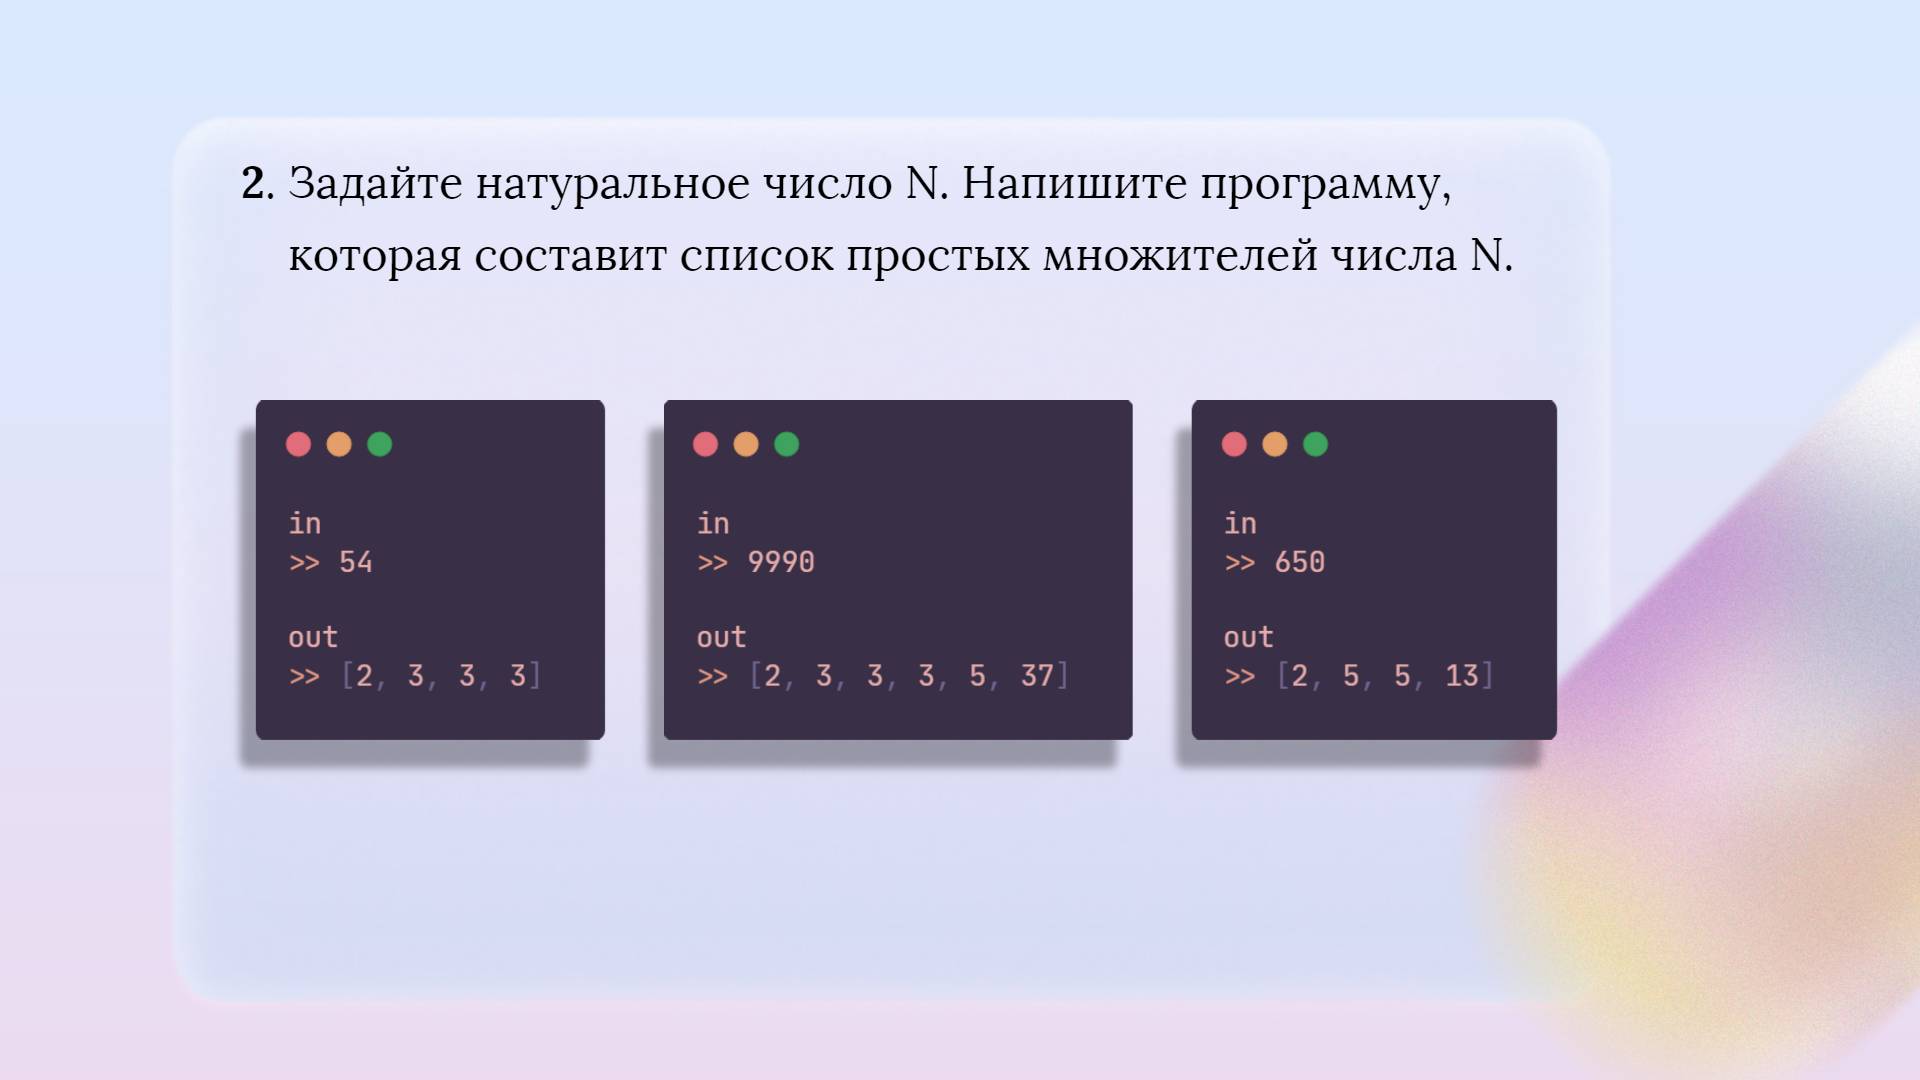 2. Задайте натуральное число N. Напишите программу,
которая составит список простых множителей числа N.
in
>> 54
out
>> [2, 3, 3, 3]
in
>> 9990
out
>> [2, 3, 3, 3, 5, 37]
in
>> 650
out
>> [2, 5, 5, 13]